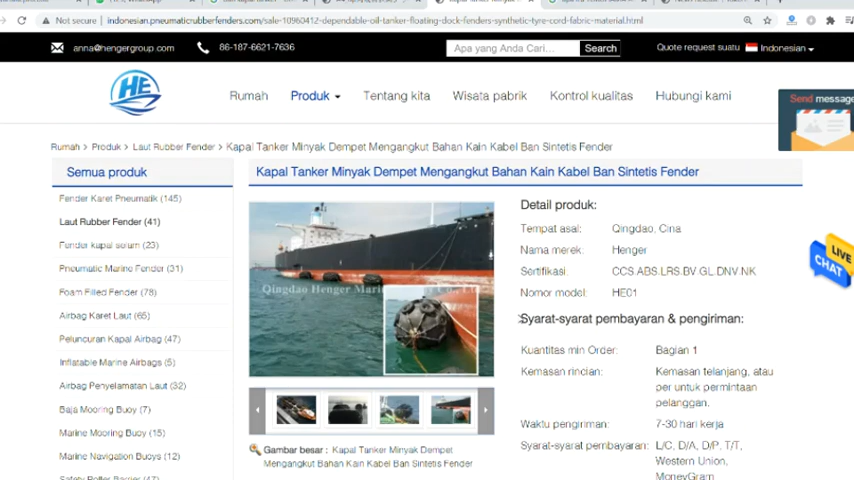 Not secure indonesian.pneumaticrubberfenders.com/sale-10960412-dependable-oil-tanker-floating-dock-fenders-synthetic-tyre-cord-fabric-material.html
anna@hengergroup.com 86-187-6621-7636 Apa yang Anda Cari... Search Quote request suatu Indonesian
HE Rumah Produk Tentang kita Wisata pabrik Kontrol kualitas Hubungi kami
Send message
Rumah > Produk > Laut Rubber Fender > Kapal Tanker Minyak Dempet Mengangkut Bahan Kain Kabel Ban Sintetis Fender
Semua produk
Fender Karet Pneumatik (145)
Laut Rubber Fender (41)
Fender kapal selam (23)
Pneumatic Marine Fender (31)
Foam Filled Fender (78)
Airbag Karet Laut (65)
Peluncuran Kapal Airbag (47)
Inflatable Marine Airbags (5)
Airbag Penyelamatan Laut (32)
Baja Mooring Buoy (7)
Marine Mooring Buoy (15)
Marine Navigation Buoys (12)
Safety Roller Barrier (47)
Kapal Tanker Minyak Dempet Mengangkut Bahan Kain Kabel Ban Sintetis Fender
Qingdao Henger Mari
Gambar besar : Kapal Tanker Minyak Dempet
Mengangkut Bahan Kain Kabel Ban Sintetis Fender
Detail produk:
Tempat asal: Qingdao, Cina
Nama merek: Henger
Sertifikasi: CCS.ABS.LRS.BV.GL.DNV.NK
Nomor model: HE01
Syarat-syarat pembayaran & pengiriman:
Kuantitas min Order: Bagian 1
Kemasan rincian: Kemasan telanjang, atau
per untuk permintaan
pelanggan.
Waktu pengiriman: 7-30 hari kerja
Syarat-syarat pembayaran: L/C, D/A, D/P, T/T,
Western Union,
MoneyGram
LIVE
CHAT